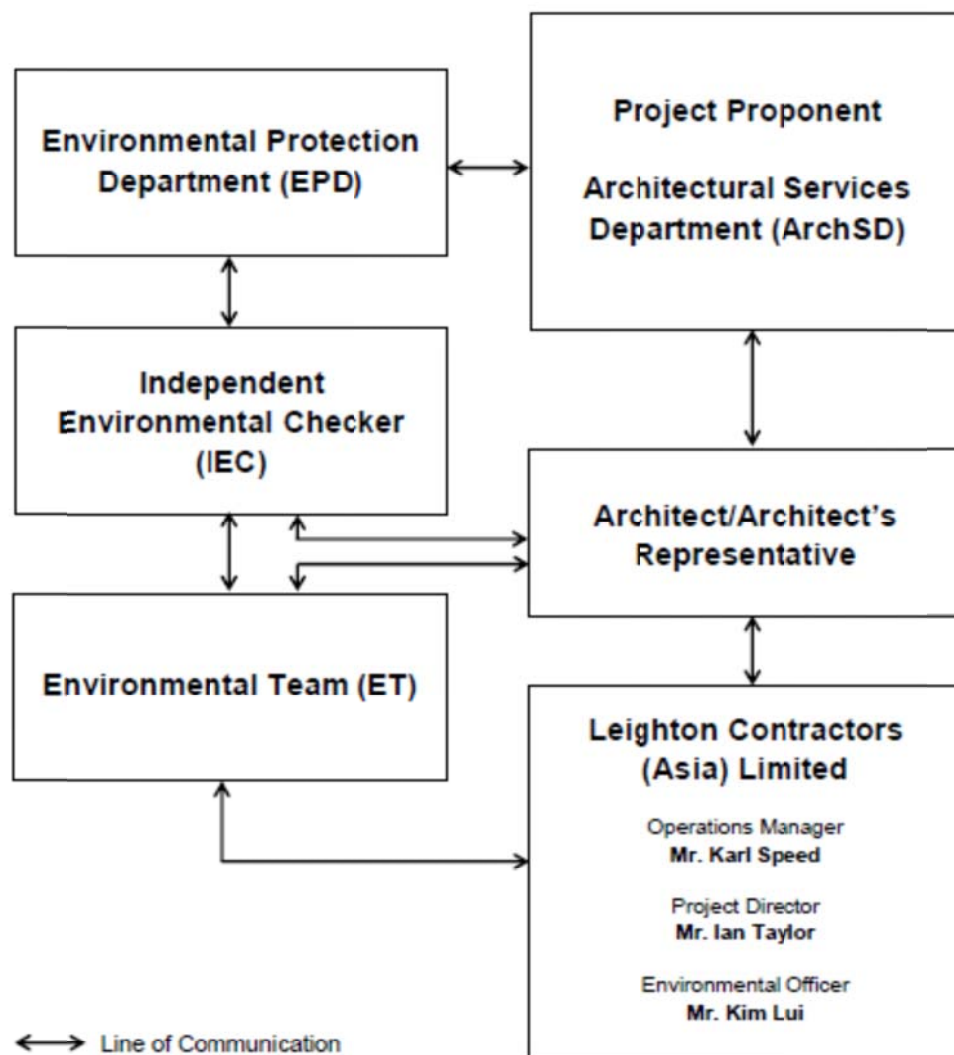 Environmental Protection
Department (EPD)
Project Proponent
Architectural Services
Department (ArchSD)
Independent
Environmental Checker
(IEC)
Architect/Architect's
Representative
Environmental Team (ET)
Leighton Contractors
(Asia) Limited
Operations Manager
Mr. Karl Speed
Project Director
Mr. Ian Taylor
Environmental Officer
Mr. Kim Lui
Line of Communication